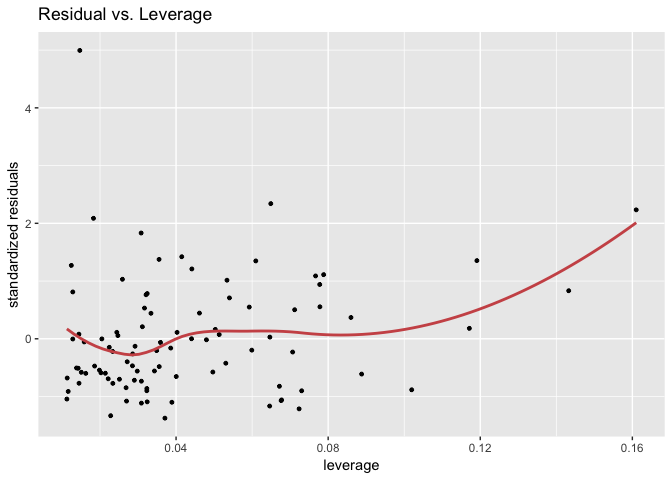 Residual vs. Leverage
standardized residuals
4
2
0
0.04 0.08 0.12 0.16
leverage